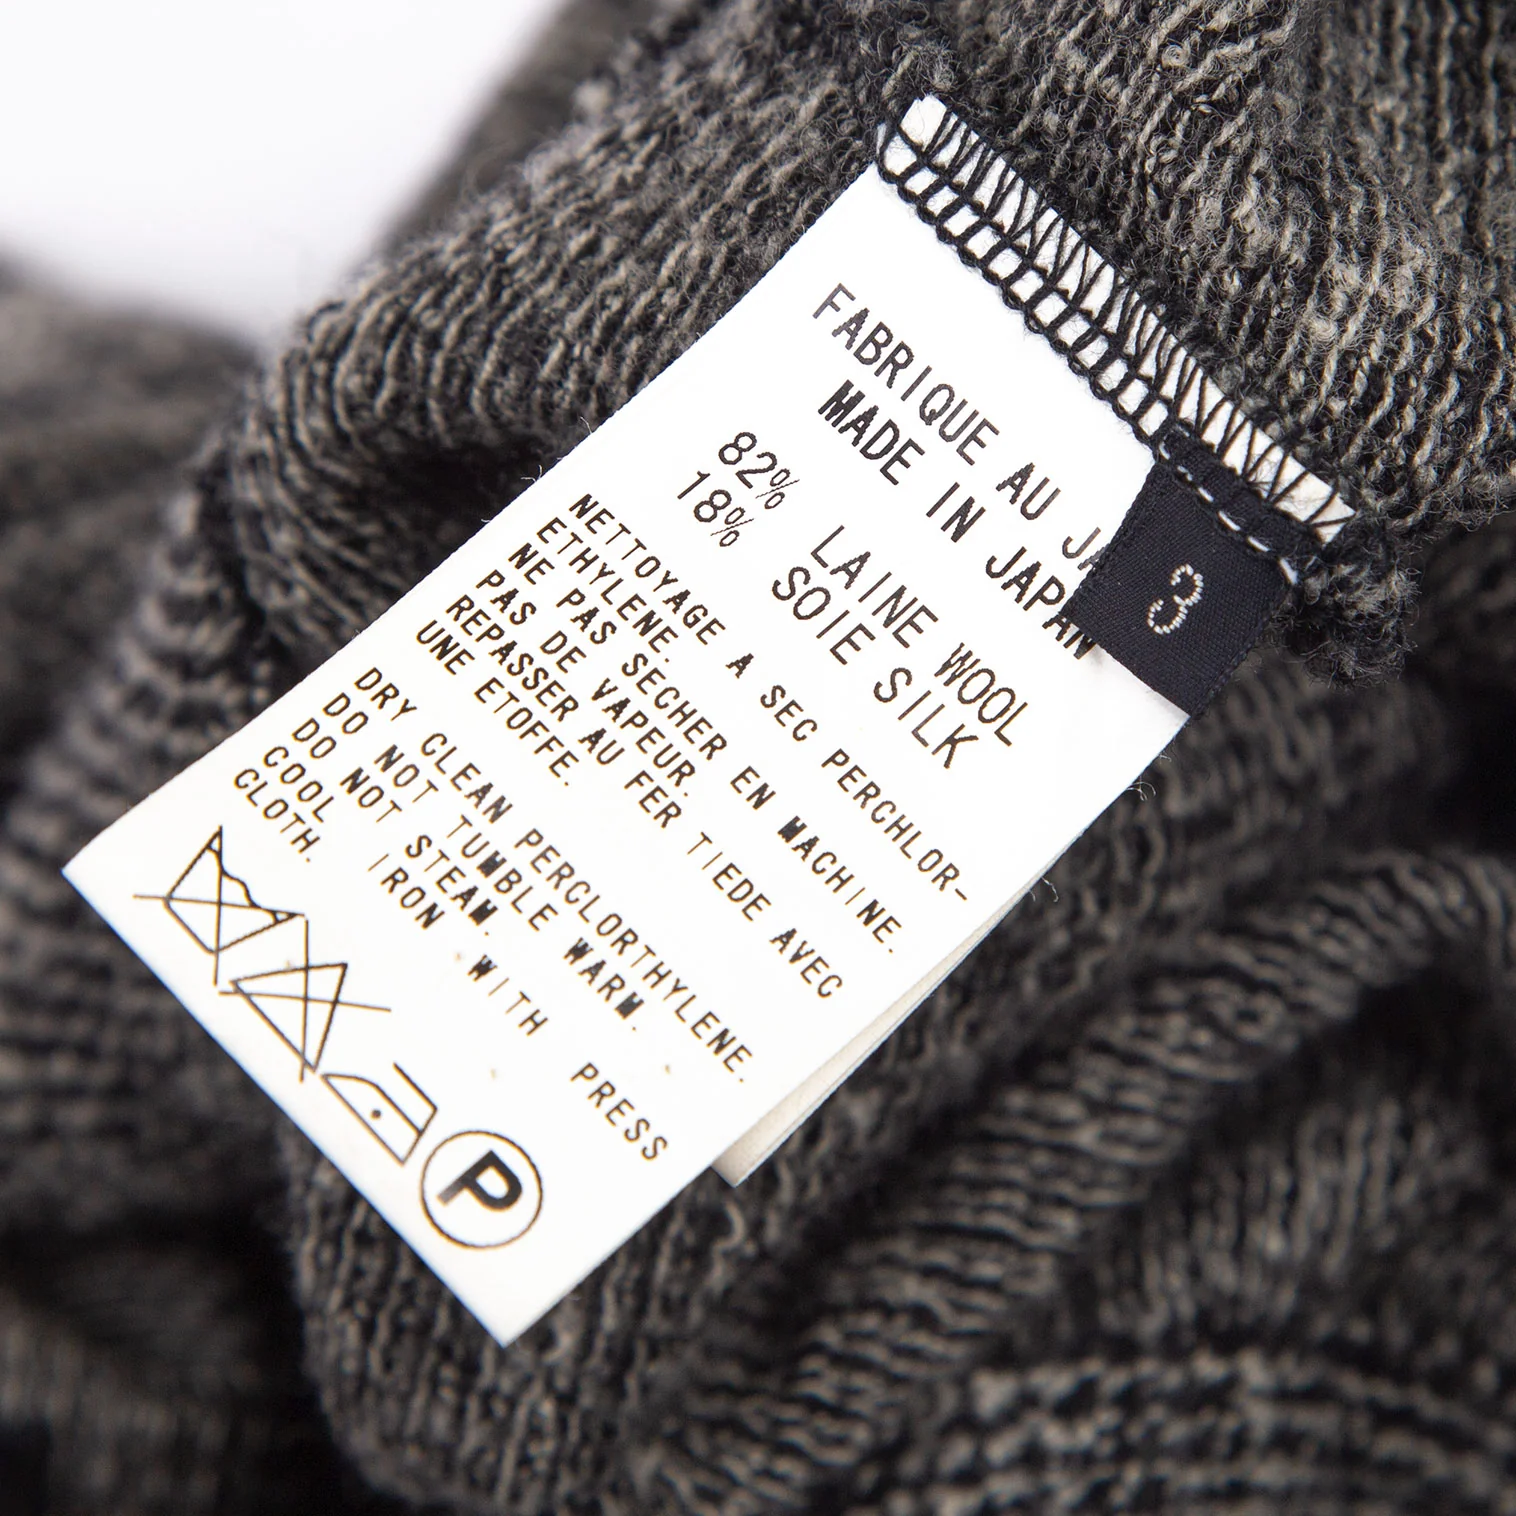 FABRIQUE AU JA
MADE IN JAPAN
3
82% LAINE WOOL
18% SOIE SILK
NETTOYAGE A SEC PERCHLOR-
ETHYLENE.
NE PAS SECHER EN MACHINE.
PAS DE VAPEUR.
REPASSER AU FER TIEDE AVEC
UNE ETOFFE.
DRY CLEAN PERCLORTHYLENE.
DO NOT TUMBLE WARM.
DO NOT STEAM.
COOL IRON WITH PRESS
CLOTH.
P